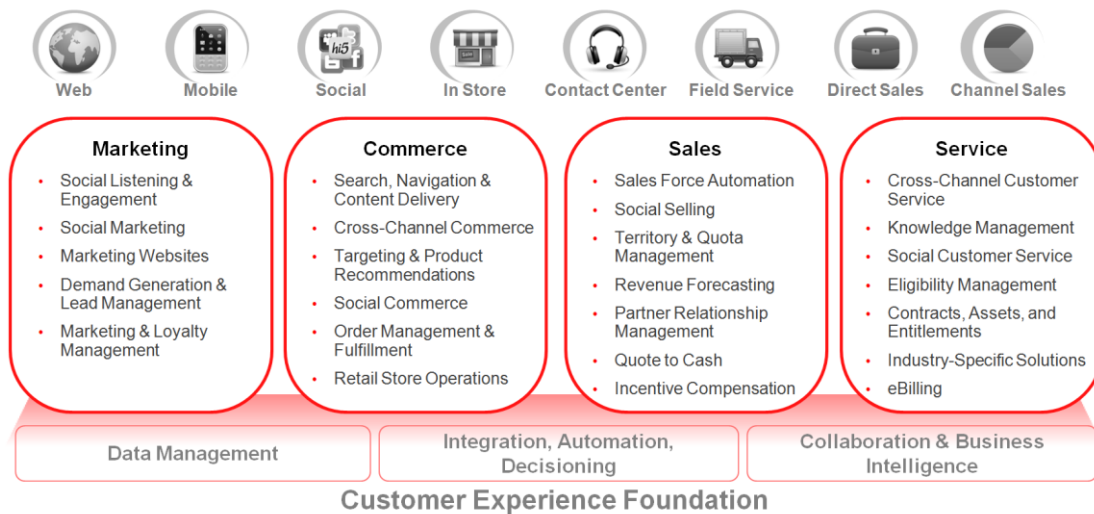 hi5
Web
Mobile
Social
In Store
Contact Center
Field Service
Direct Sales
Channel Sales
Marketing
• Social Listening &
Engagement
• Social Marketing
• Marketing Websites
• Demand Generation &
Lead Management
• Marketing & Loyalty
Management
Commerce
• Search, Navigation &
Content Delivery
• Cross-Channel Commerce
• Targeting & Product
Recommendations
• Social Commerce
• Order Management &
Fulfillment
• Retail Store Operations
Sales
• Sales Force Automation
• Social Selling
• Territory & Quota
Management
• Revenue Forecasting
• Partner Relationship
Management
• Quote to Cash
• Incentive Compensation
Service
• Cross-Channel Customer
Service
• Knowledge Management
• Social Customer Service
• Eligibility Management
• Contracts, Assets, and
Entitlements
• Industry-Specific Solutions
• eBilling
Data Management
Integration, Automation,
Decisioning
Collaboration & Business
Intelligence
Customer Experience Foundation